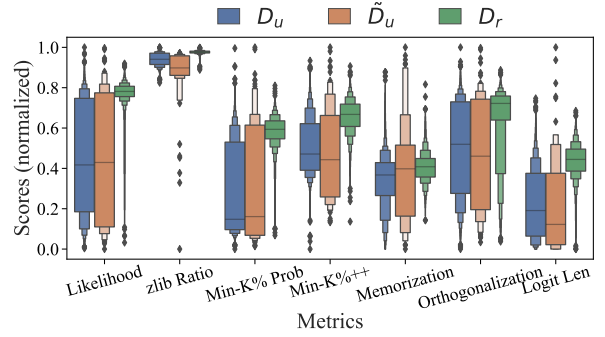 D_u D̃_u D_r
Scores (normalized)
1.0
0.8
0.6
0.4
0.2
0.0
Likelihood zlib Ratio Min-K% Prob Min-K%++ Memorization Orthogonalization Logit Len
Metrics